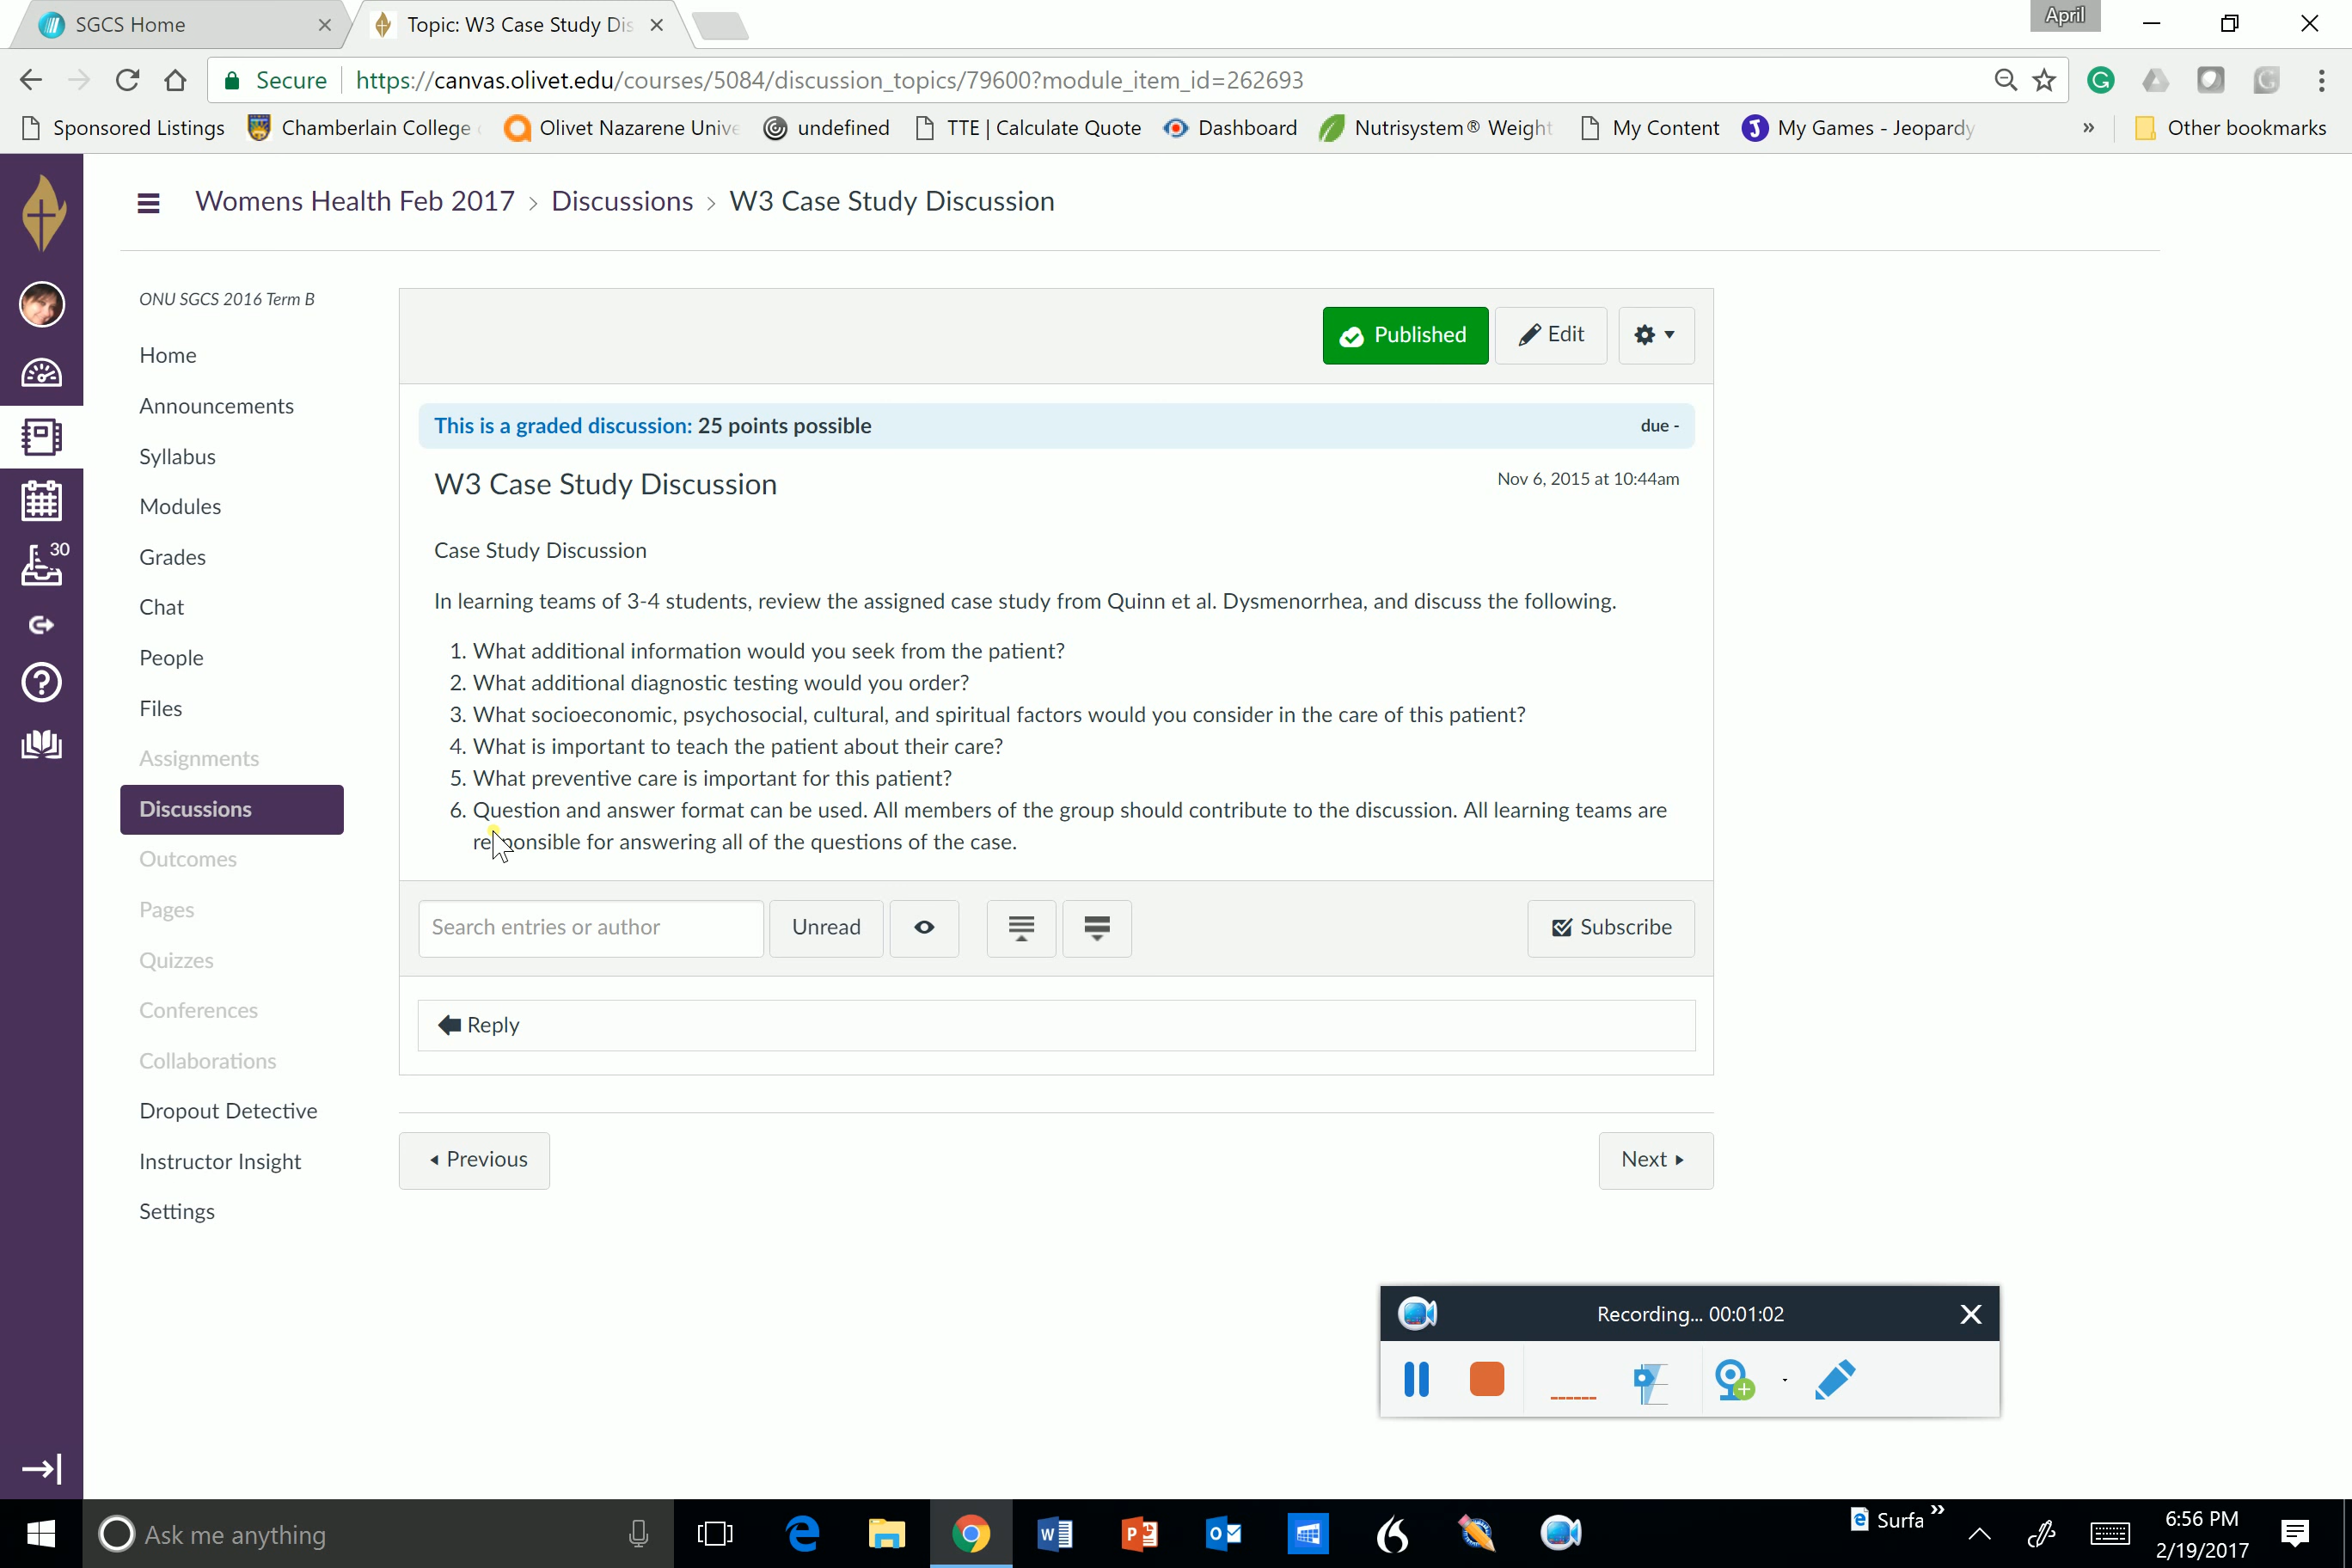 SGCS Home
Topic: W3 Case Study Dis
April
Secure
https://canvas.olivet.edu/courses/5084/discussion_topics/79600?module_item_id=262693
Sponsored Listings
Chamberlain College
Olivet Nazarene Unive
undefined
TTE | Calculate Quote
Dashboard
Nutrisystem® Weight
My Content
My Games - Jeopardy
»
Other bookmarks
Womens Health Feb 2017 > Discussions > W3 Case Study Discussion
ONU SGCS 2016 Term B
Home
Announcements
Syllabus
Modules
Grades
Chat
People
Files
Assignments
Discussions
Outcomes
Pages
Quizzes
Conferences
Collaborations
Dropout Detective
Instructor Insight
Settings
30
Published
Edit
This is a graded discussion: 25 points possible
due -
W3 Case Study Discussion
Nov 6, 2015 at 10:44am
Case Study Discussion
In learning teams of 3-4 students, review the assigned case study from Quinn et al. Dysmenorrhea, and discuss the following.
1. What additional information would you seek from the patient?
2. What additional diagnostic testing would you order?
3. What socioeconomic, psychosocial, cultural, and spiritual factors would you consider in the care of this patient?
4. What is important to teach the patient about their care?
5. What preventive care is important for this patient?
6. Question and answer format can be used. All members of the group should contribute to the discussion. All learning teams are
responsible for answering all of the questions of the case.
Search entries or author
Unread
Subscribe
Reply
Previous
Next
Recording... 00:01:02
Ask me anything
Surfa
»
6:56 PM
2/19/2017